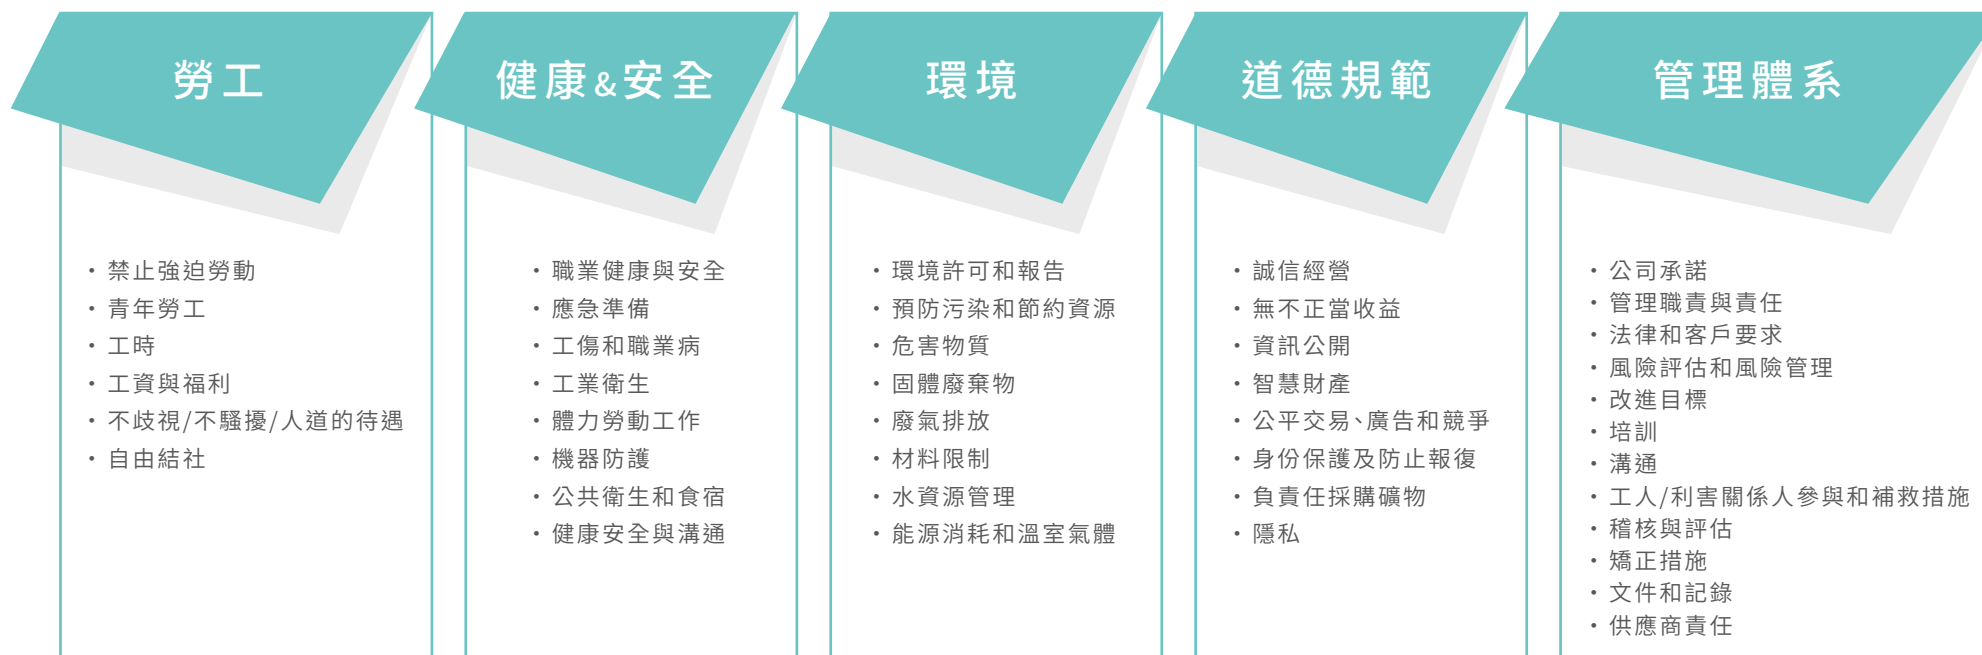 勞工
・禁止強迫勞動
・青年勞工
・工時
・工資與福利
・不歧視/不騷擾/人道的待遇
・自由結社
健康&安全
・職業健康與安全
・應急準備
・工傷和職業病
・工業衛生
・體力勞動工作
・機器防護
・公共衛生和食宿
・健康安全與溝通
環境
・環境許可和報告
・預防污染和節約資源
・危害物質
・固體廢棄物
・廢氣排放
・材料限制
・水資源管理
・能源消耗和溫室氣體
道德規範
・誠信經營
・無不正當收益
・資訊公開
・智慧財產
・公平交易、廣告和競爭
・身份保護及防止報復
・負責任採購礦物
・隱私
管理體系
・公司承諾
・管理職責與責任
・法律和客戶要求
・風險評估和風險管理
・改進目標
・培訓
・溝通
・工人/利害關係人參與和補救措施
・稽核與評估
・矯正措施
・文件和記錄
・供應商責任